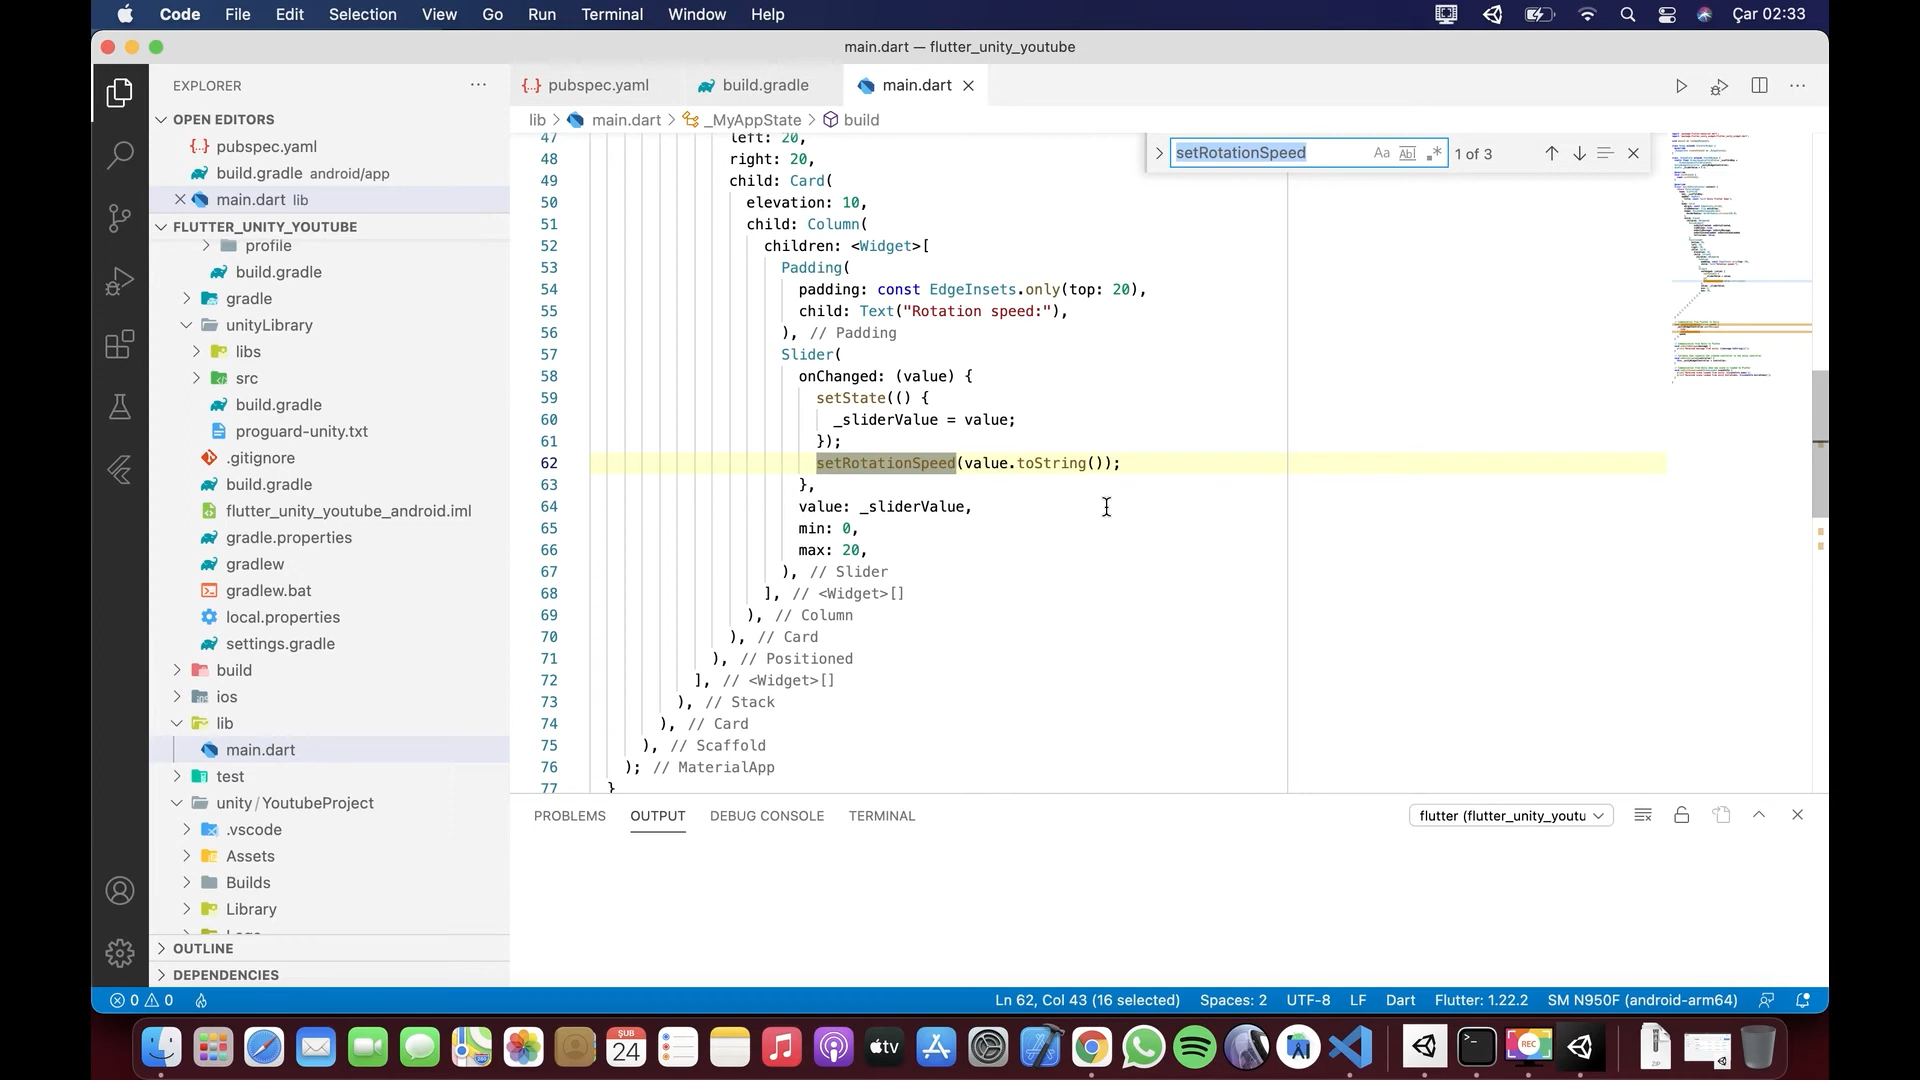 Code File Edit Selection View Go Run Terminal Window Help Çar 02:33
main.dart — flutter_unity_youtube
EXPLORER
OPEN EDITORS
pubspec.yaml
build.gradle android/app
main.dart lib
FLUTTER_UNITY_YOUTUBE
profile
build.gradle
gradle
unityLibrary
libs
src
build.gradle
proguard-unity.txt
.gitignore
build.gradle
flutter_unity_youtube_android.iml
gradle.properties
gradlew
gradlew.bat
local.properties
settings.gradle
build
ios
lib
main.dart
test
unity / YoutubeProject
.vscode
Assets
Builds
Library
OUTLINE
DEPENDENCIES
pubspec.yaml build.gradle main.dart
lib > main.dart > _MyAppState > build
setRotationSpeed Aa Abl .* 1 of 3
47 left: 20,
48 right: 20,
49 child: Card(
50 elevation: 10,
51 child: Column(
52 children: <Widget>[
53 Padding(
54 padding: const EdgeInsets.only(top: 20),
55 child: Text("Rotation speed:"),
56 ), // Padding
57 Slider(
58 onChanged: (value) {
59 setState(() {
60 _sliderValue = value;
61 });
62 setRotationSpeed(value.toString());
63 },
64 value: _sliderValue,
65 min: 0,
66 max: 20,
67 ), // Slider
68 ], // <Widget>[]
69 ), // Column
70 ), // Card
71 ), // Positioned
72 ], // <Widget>[]
73 ), // Stack
74 ), // Card
75 ), // Scaffold
76 ); // MaterialApp
77 }
PROBLEMS OUTPUT DEBUG CONSOLE TERMINAL flutter (flutter_unity_youtu
0 0 Ln 62, Col 43 (16 selected) Spaces: 2 UTF-8 LF Dart Flutter: 1.22.2 SM N950F (android-arm64)
ŞUB
24
tv
REC
ZIP